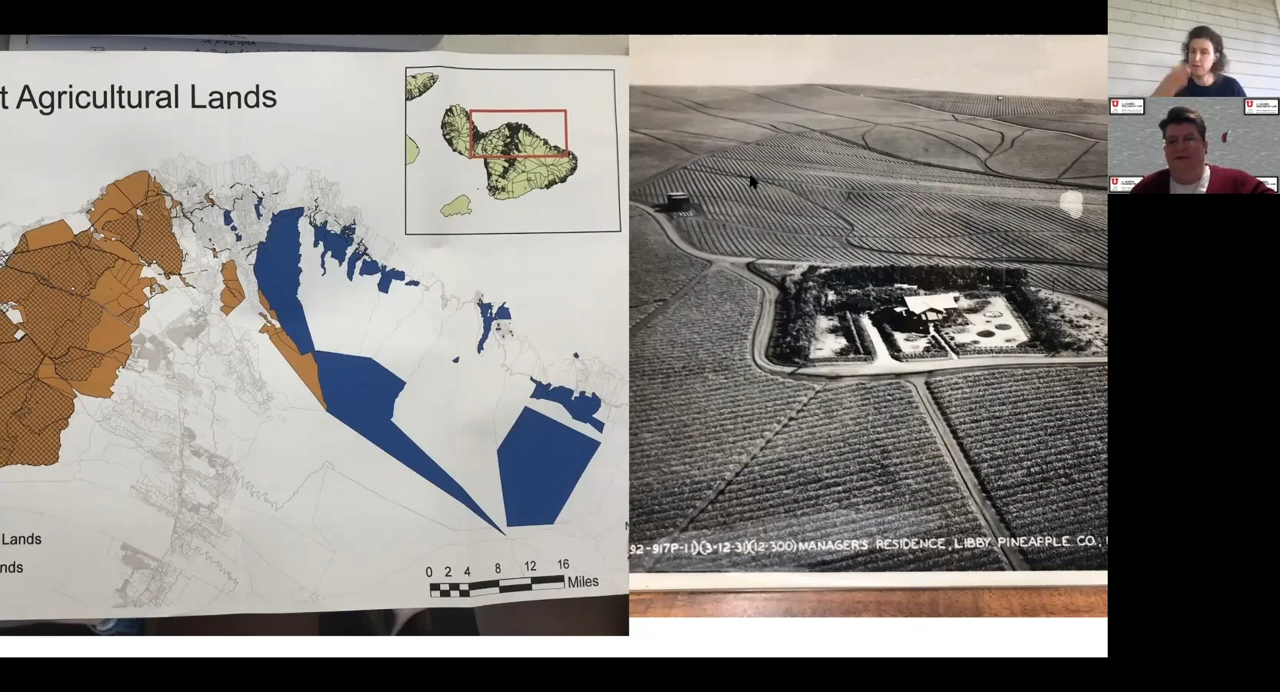 t Agricultural Lands
Lands
nds
0 2 4 8 12 16
Miles
N
92-917P-1)(3-12-31)(12-300) MANAGER'S RESIDENCE, LIBBY PINEAPPLE CO.,